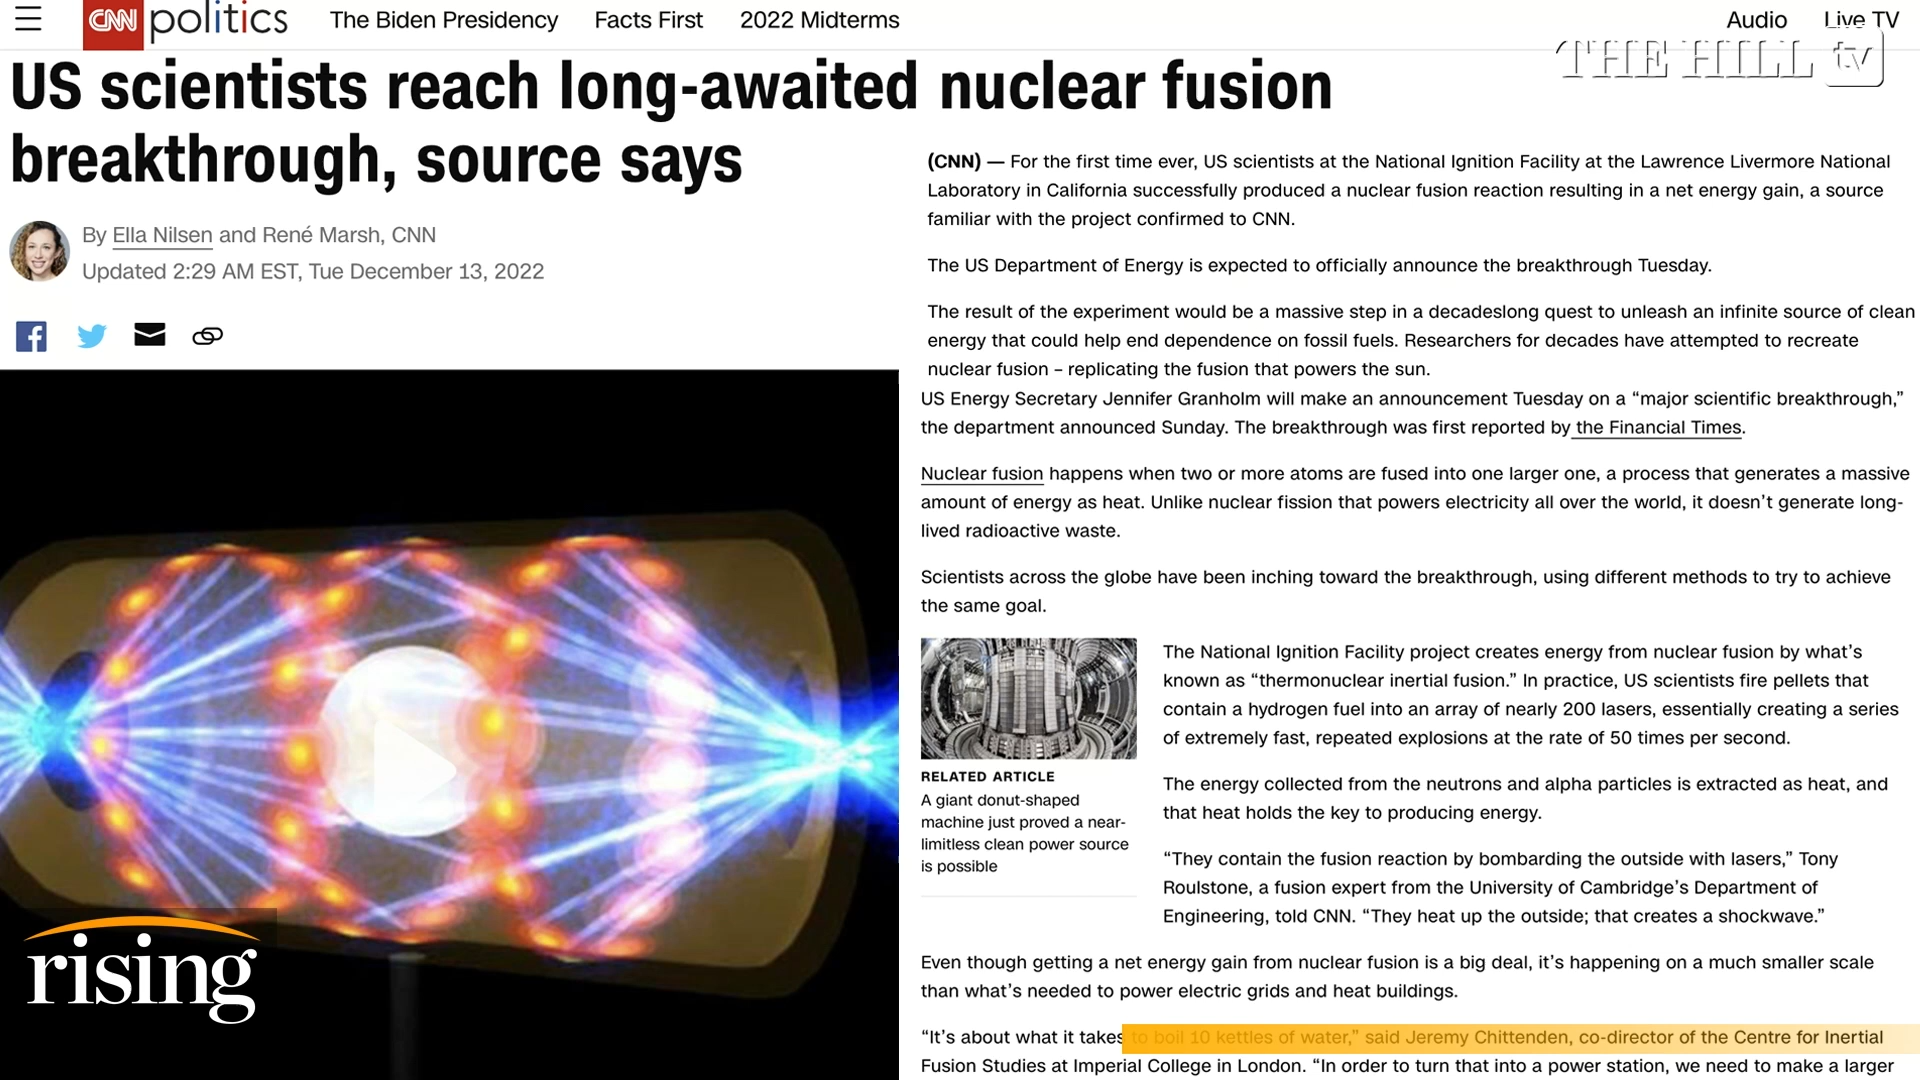 CNN politics The Biden Presidency Facts First 2022 Midterms Audio Live TV
THE HILL tv
US scientists reach long-awaited nuclear fusion
breakthrough, source says
By Ella Nilsen and René Marsh, CNN
Updated 2:29 AM EST, Tue December 13, 2022
rising
(CNN) — For the first time ever, US scientists at the National Ignition Facility at the Lawrence Livermore National
Laboratory in California successfully produced a nuclear fusion reaction resulting in a net energy gain, a source
familiar with the project confirmed to CNN.
The US Department of Energy is expected to officially announce the breakthrough Tuesday.
The result of the experiment would be a massive step in a decadeslong quest to unleash an infinite source of clean
energy that could help end dependence on fossil fuels. Researchers for decades have attempted to recreate
nuclear fusion – replicating the fusion that powers the sun.
US Energy Secretary Jennifer Granholm will make an announcement Tuesday on a “major scientific breakthrough,”
the department announced Sunday. The breakthrough was first reported by the Financial Times.
Nuclear fusion happens when two or more atoms are fused into one larger one, a process that generates a massive
amount of energy as heat. Unlike nuclear fission that powers electricity all over the world, it doesn’t generate long-
lived radioactive waste.
Scientists across the globe have been inching toward the breakthrough, using different methods to try to achieve
the same goal.
RELATED ARTICLE
A giant donut-shaped
machine just proved a near-
limitless clean power source
is possible
The National Ignition Facility project creates energy from nuclear fusion by what’s
known as “thermonuclear inertial fusion.” In practice, US scientists fire pellets that
contain a hydrogen fuel into an array of nearly 200 lasers, essentially creating a series
of extremely fast, repeated explosions at the rate of 50 times per second.
The energy collected from the neutrons and alpha particles is extracted as heat, and
that heat holds the key to producing energy.
“They contain the fusion reaction by bombarding the outside with lasers,” Tony
Roulstone, a fusion expert from the University of Cambridge’s Department of
Engineering, told CNN. “They heat up the outside; that creates a shockwave.”
Even though getting a net energy gain from nuclear fusion is a big deal, it’s happening on a much smaller scale
than what’s needed to power electric grids and heat buildings.
“It’s about what it takes to boil 10 kettles of water,” said Jeremy Chittenden, co-director of the Centre for Inertial
Fusion Studies at Imperial College in London. “In order to turn that into a power station, we need to make a larger